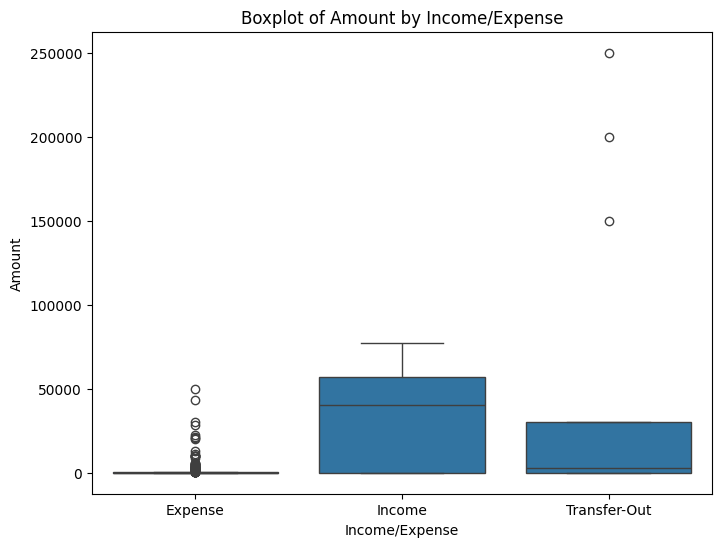 Boxplot of Amount by Income/Expense
250000
200000
150000
100000
50000
0
Amount
Expense
Income
Transfer-Out
Income/Expense